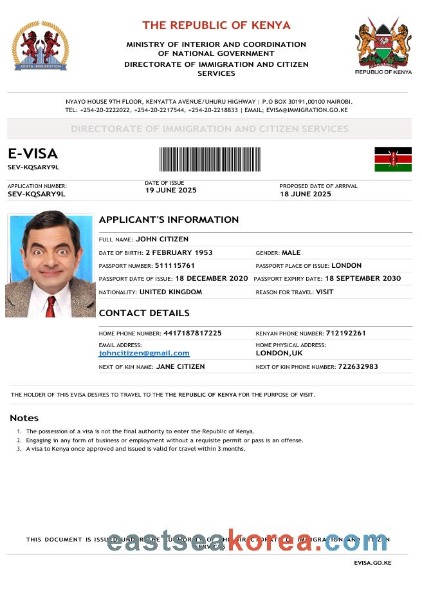 THE REPUBLIC OF KENYA
MINISTRY OF INTERIOR AND COORDINATION
OF NATIONAL GOVERNMENT
DIRECTORATE OF IMMIGRATION AND CITIZEN
SERVICES
REPUBLIC OF KENYA
NYAYO HOUSE 9TH FLOOR, KENYATTA AVENUE/UHURU HIGHWAY | P.O BOX 30191,00100 NAIROBI,
TEL: +254-20-2222022, +254-20-2217544, +254-20-2218833 | EMAIL; EVISA@IMMIGRATION.GO.KE
DIRECTORATE OF IMMIGRATION AND CITIZEN SERVICES
E-VISA
SEV-KQSARY9L
APPLICATION NUMBER:
SEV-KQSARY9L
DATE OF ISSUE
19 JUNE 2025
PROPOSED DATE OF ARRIVAL
18 JUNE 2025
APPLICANT'S INFORMATION
FULL NAME: JOHN CITIZEN
DATE OF BIRTH: 2 FEBRUARY 1953 GENDER: MALE
PASSPORT NUMBER: 511115761 PASSPORT PLACE OF ISSUE: LONDON
PASSPORT DATE OF ISSUE: 18 DECEMBER 2020 PASSPORT EXPIRY DATE: 18 SEPTEMBER 2030
NATIONALITY: UNITED KINGDOM REASON FOR TRAVEL: VISIT
CONTACT DETAILS
HOME PHONE NUMBER: 4417187817225 KENYAN PHONE NUMBER: 712192261
EMAIL ADDRESS: HOME PHYSICAL ADDRESS:
johncitizen@gmail.com LONDON,UK
NEXT OF KIN NAME: JANE CITIZEN NEXT OF KIN PHONE NUMBER: 722632983
THE HOLDER OF THIS EVISA DESIRES TO TRAVEL TO THE THE REPUBLIC OF KENYA FOR THE PURPOSE OF VISIT.
Notes
1. The possession of a visa is not the final authority to enter the Republic of Kenya.
2. Engaging in any form of business or employment without a requisite permit or pass is an offense.
3. A visa to Kenya once approved and issued is valid for travel within 3 months.
THIS DOCUMENT IS ISSUED UNDER THE AUTHORITY OF THE DIRECTORATE OF IMMIGRATION AND CITIZEN
SERVICES
eastseakorea.com
EVISA.GO.KE